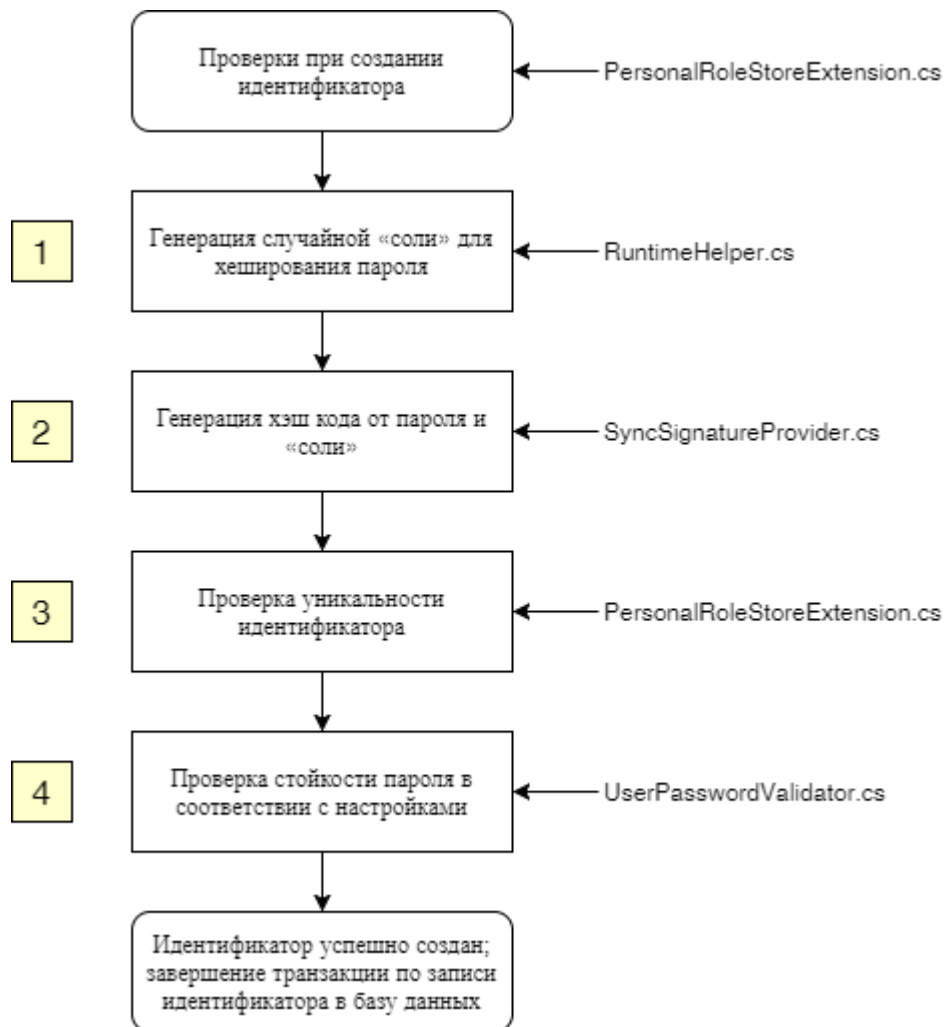 Проверки при создании
идентификатора
PersonalRoleStoreExtension.cs
1
Генерация случайной «соли» для
хеширования пароля
RuntimeHelper.cs
2
Генерация хэш кода от пароля и
«соли»
SyncSignatureProvider.cs
3
Проверка уникальности
идентификатора
PersonalRoleStoreExtension.cs
4
Проверка стойкости пароля в
соответствии с настройками
UserPasswordValidator.cs
Идентификатор успешно создан;
завершение транзакции по записи
идентификатора в базу данных